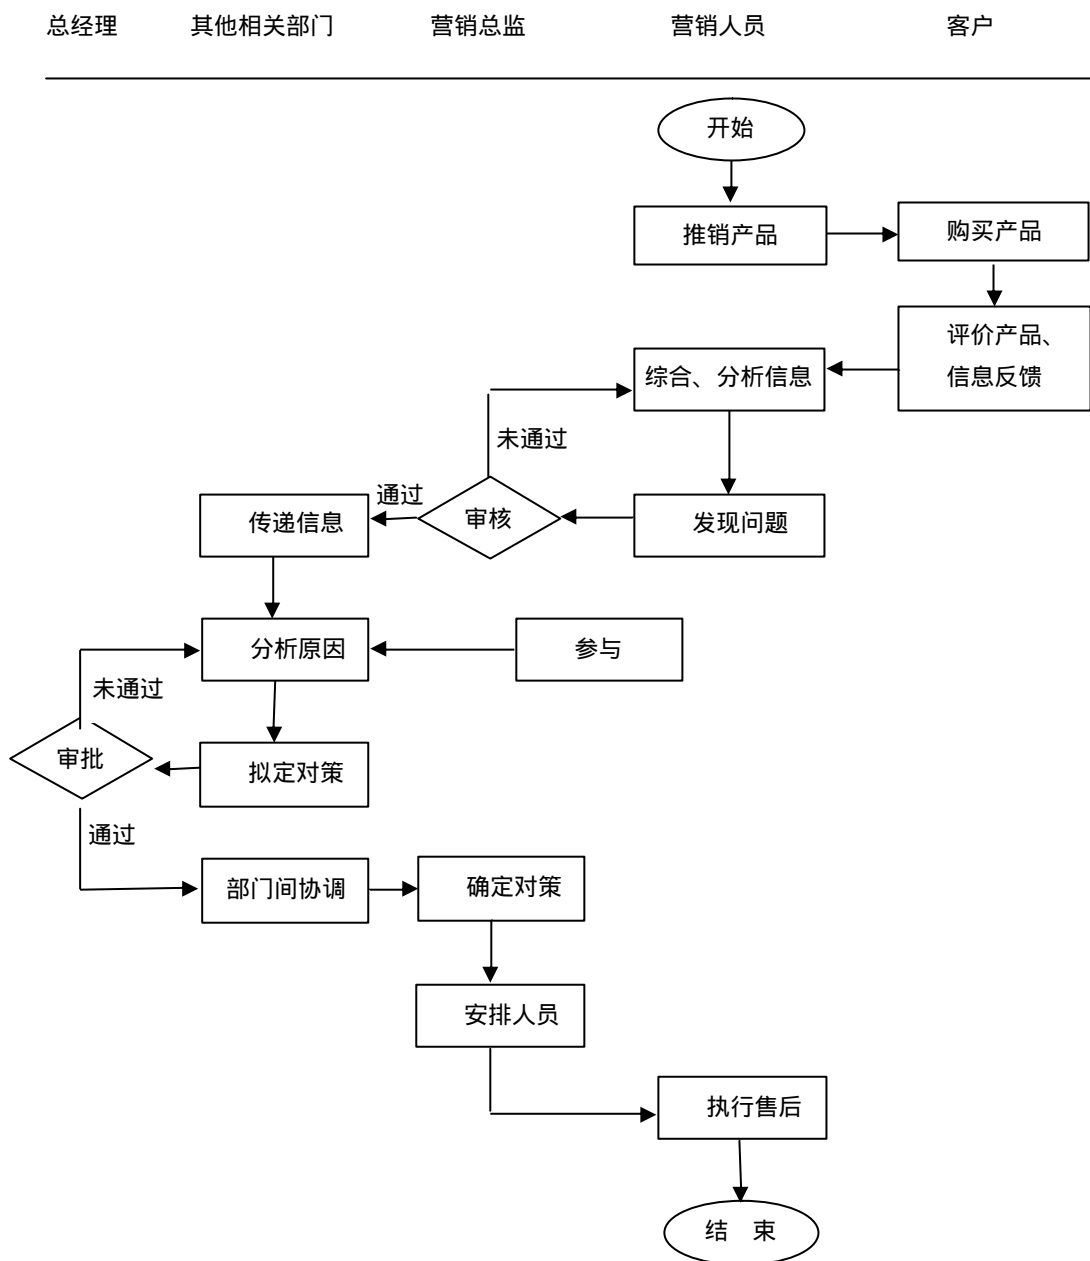 总经理 其他相关部门 营销总监 营销人员 客户
开始
推销产品 购买产品
评价产品、
信息反馈
综合、分析信息
未通过
通过
传递信息 审核 发现问题
分析原因 参与
未通过
审批 拟定对策
通过
部门间协调 确定对策
安排人员
执行售后
结 束